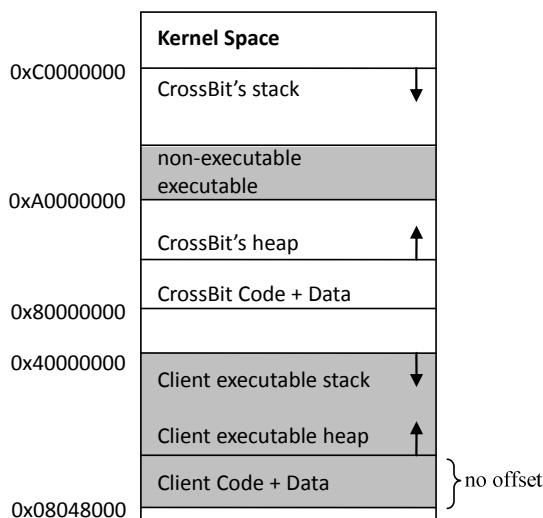 Kernel Space
0xC0000000
CrossBit's stack
non-executable
executable
0xA0000000
CrossBit's heap
CrossBit Code + Data
0x80000000
0x40000000
Client executable stack
Client executable heap
Client Code + Data
no offset
0x08048000